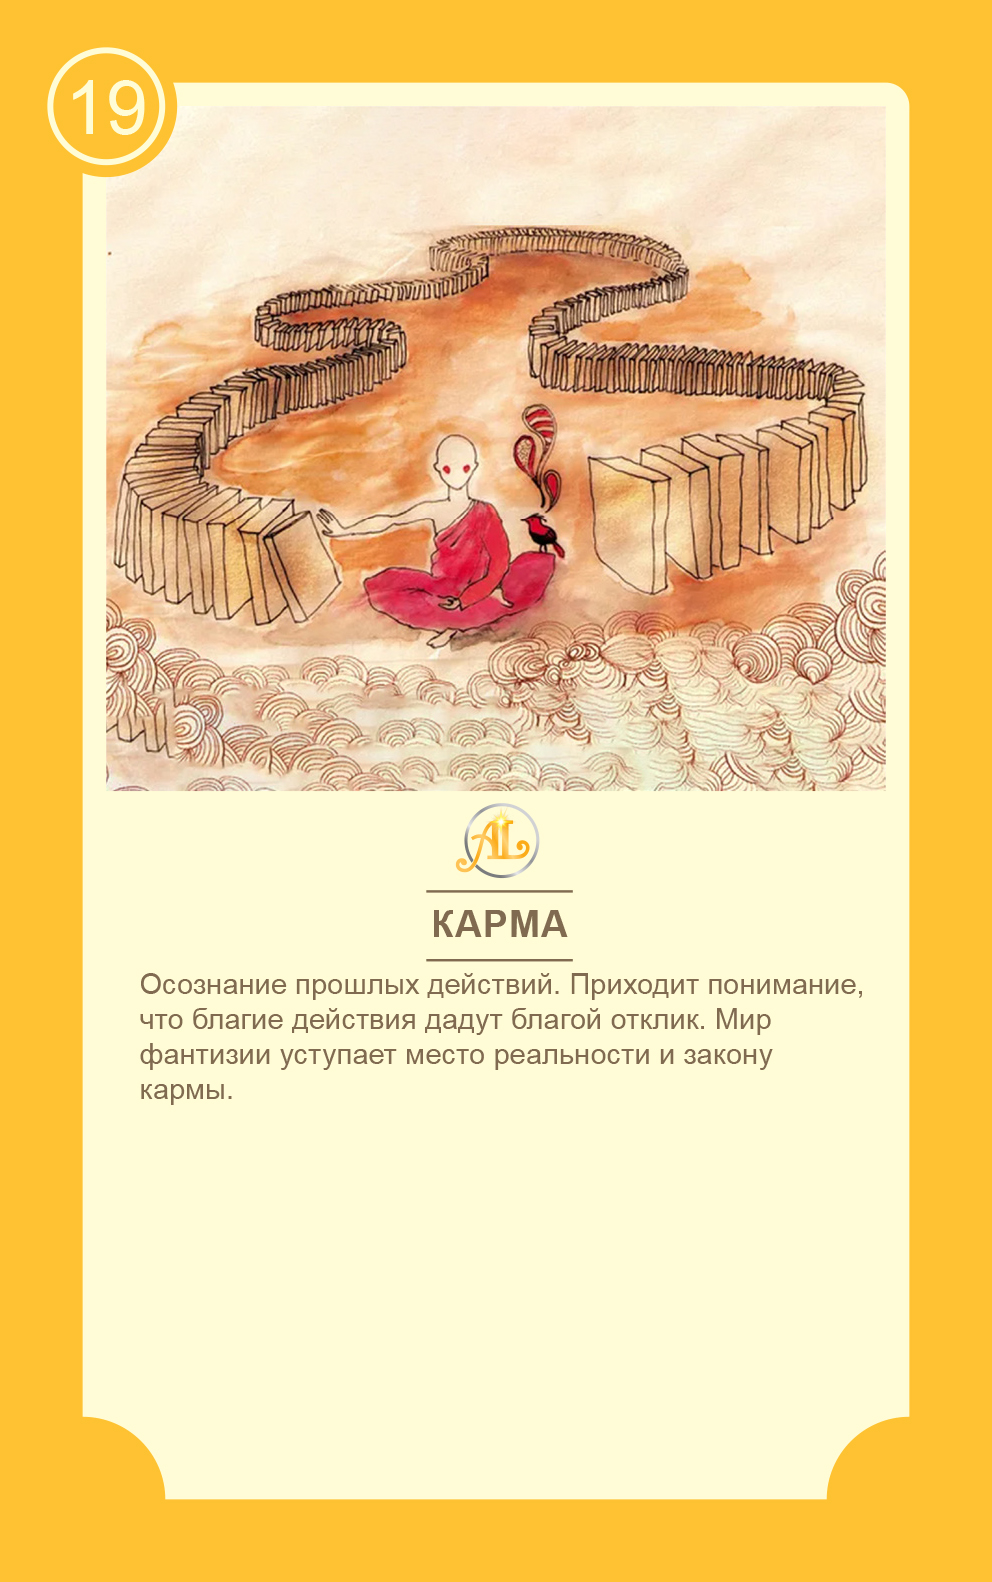 19
AL
КАРМА
Осознание прошлых действий. Приходит понимание,
что благие действия дадут благой отклик. Мир
фантизии уступает место реальности и закону
кармы.